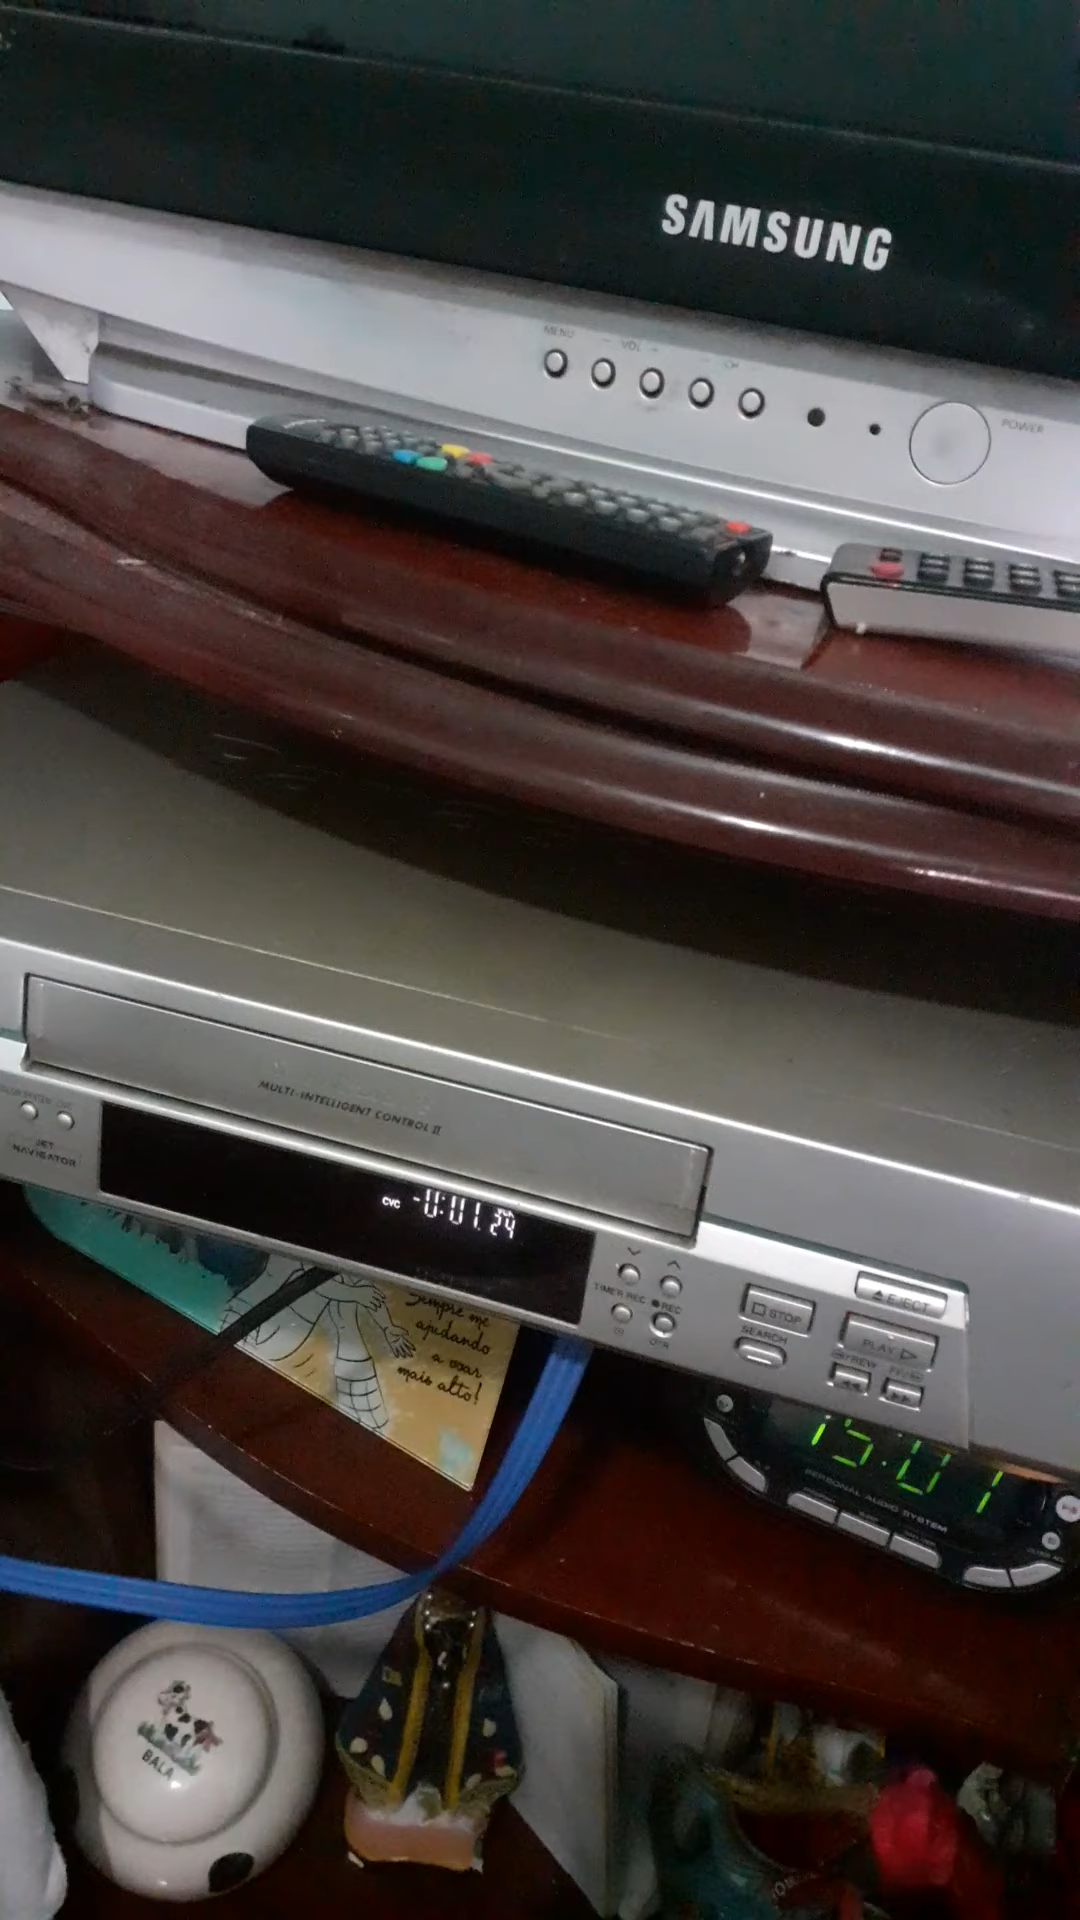 SAMSUNG
MENU
VOL
CH
POWER
MULTI-INTELLIGENT CONTROL II
NAVIGATOR
CVC -0:01.24
TIMER REC
REC
STOP
EJECT
SEARCH
PLAY
REW
Sempre me
ajudando
a voar
mais alto!
15:01
PERSONAL AUDIO SYSTEM
BALA